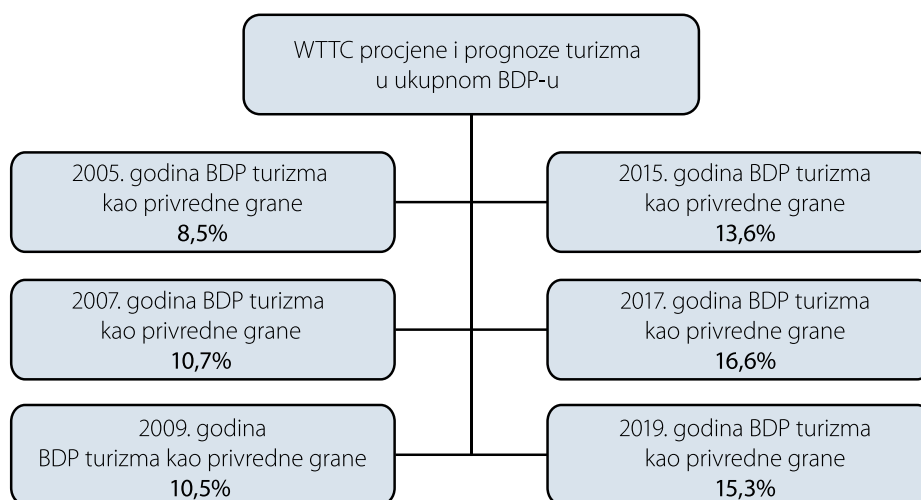 WTTC procjene i prognoze turizma
u ukupnom BDP-u
2005. godina BDP turizma
kao privredne grane
8,5%
2015. godina BDP turizma
kao privredne grane
13,6%
2007. godina BDP turizma
kao privredne grane
10,7%
2017. godina BDP turizma
kao privredne grane
16,6%
2009. godina
BDP turizma kao privredne grane
10,5%
2019. godina BDP turizma
kao privredne grane
15,3%